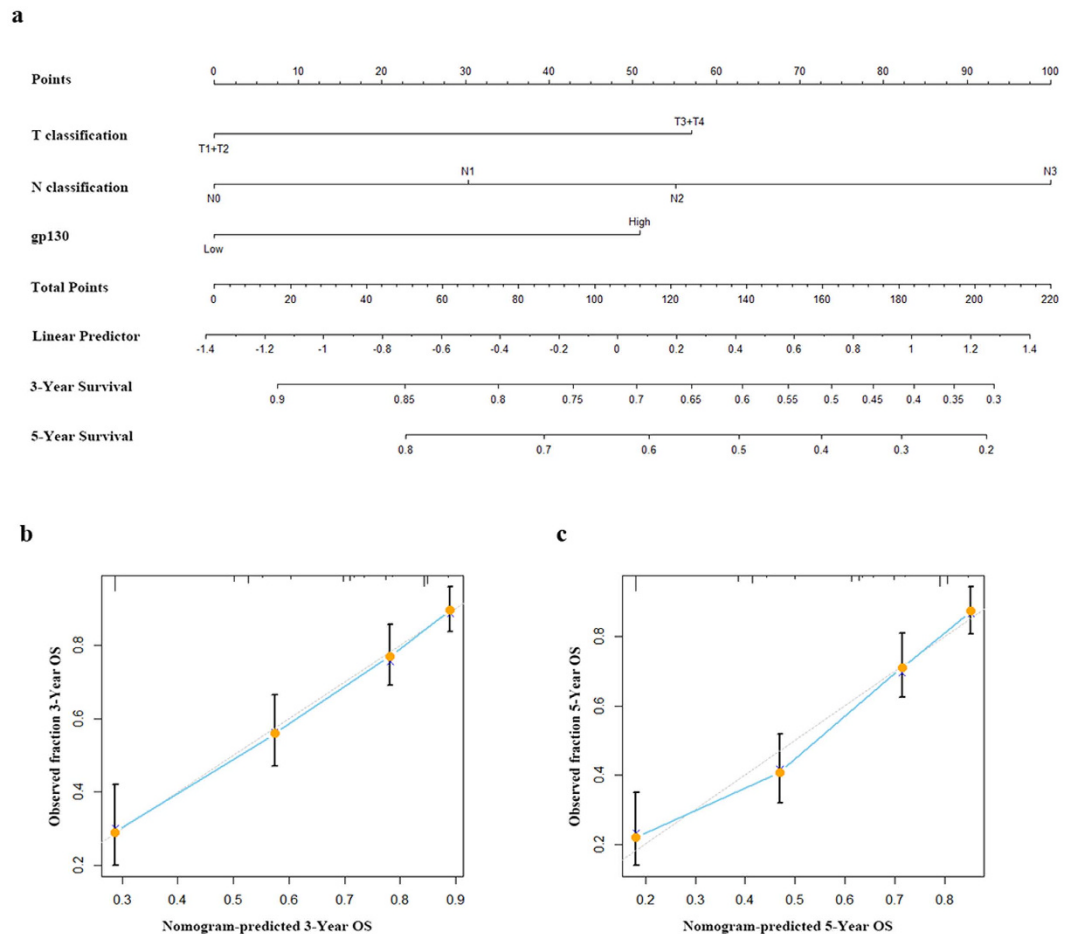 a
Points
0 10 20 30 40 50 60 70 80 90 100
T classification
T3+T4
T1+T2
N classification
N1 N3
N0 N2
gp130
High
Low
Total Points
0 20 40 60 80 100 120 140 160 180 200 220
Linear Predictor
-1.4 -1.2 -1 -0.8 -0.6 -0.4 -0.2 0 0.2 0.4 0.6 0.8 1 1.2 1.4
3-Year Survival
0.9 0.85 0.8 0.75 0.7 0.65 0.6 0.55 0.5 0.45 0.4 0.35 0.3
5-Year Survival
0.8 0.7 0.6 0.5 0.4 0.3 0.2
b
Observed fraction 3-Year OS
0.8
0.6
0.4
0.2
0.3 0.4 0.5 0.6 0.7 0.8 0.9
Nomogram-predicted 3-Year OS
c
Observed fraction 5-Year OS
0.8
0.6
0.4
0.2
0.2 0.3 0.4 0.5 0.6 0.7 0.8
Nomogram-predicted 5-Year OS